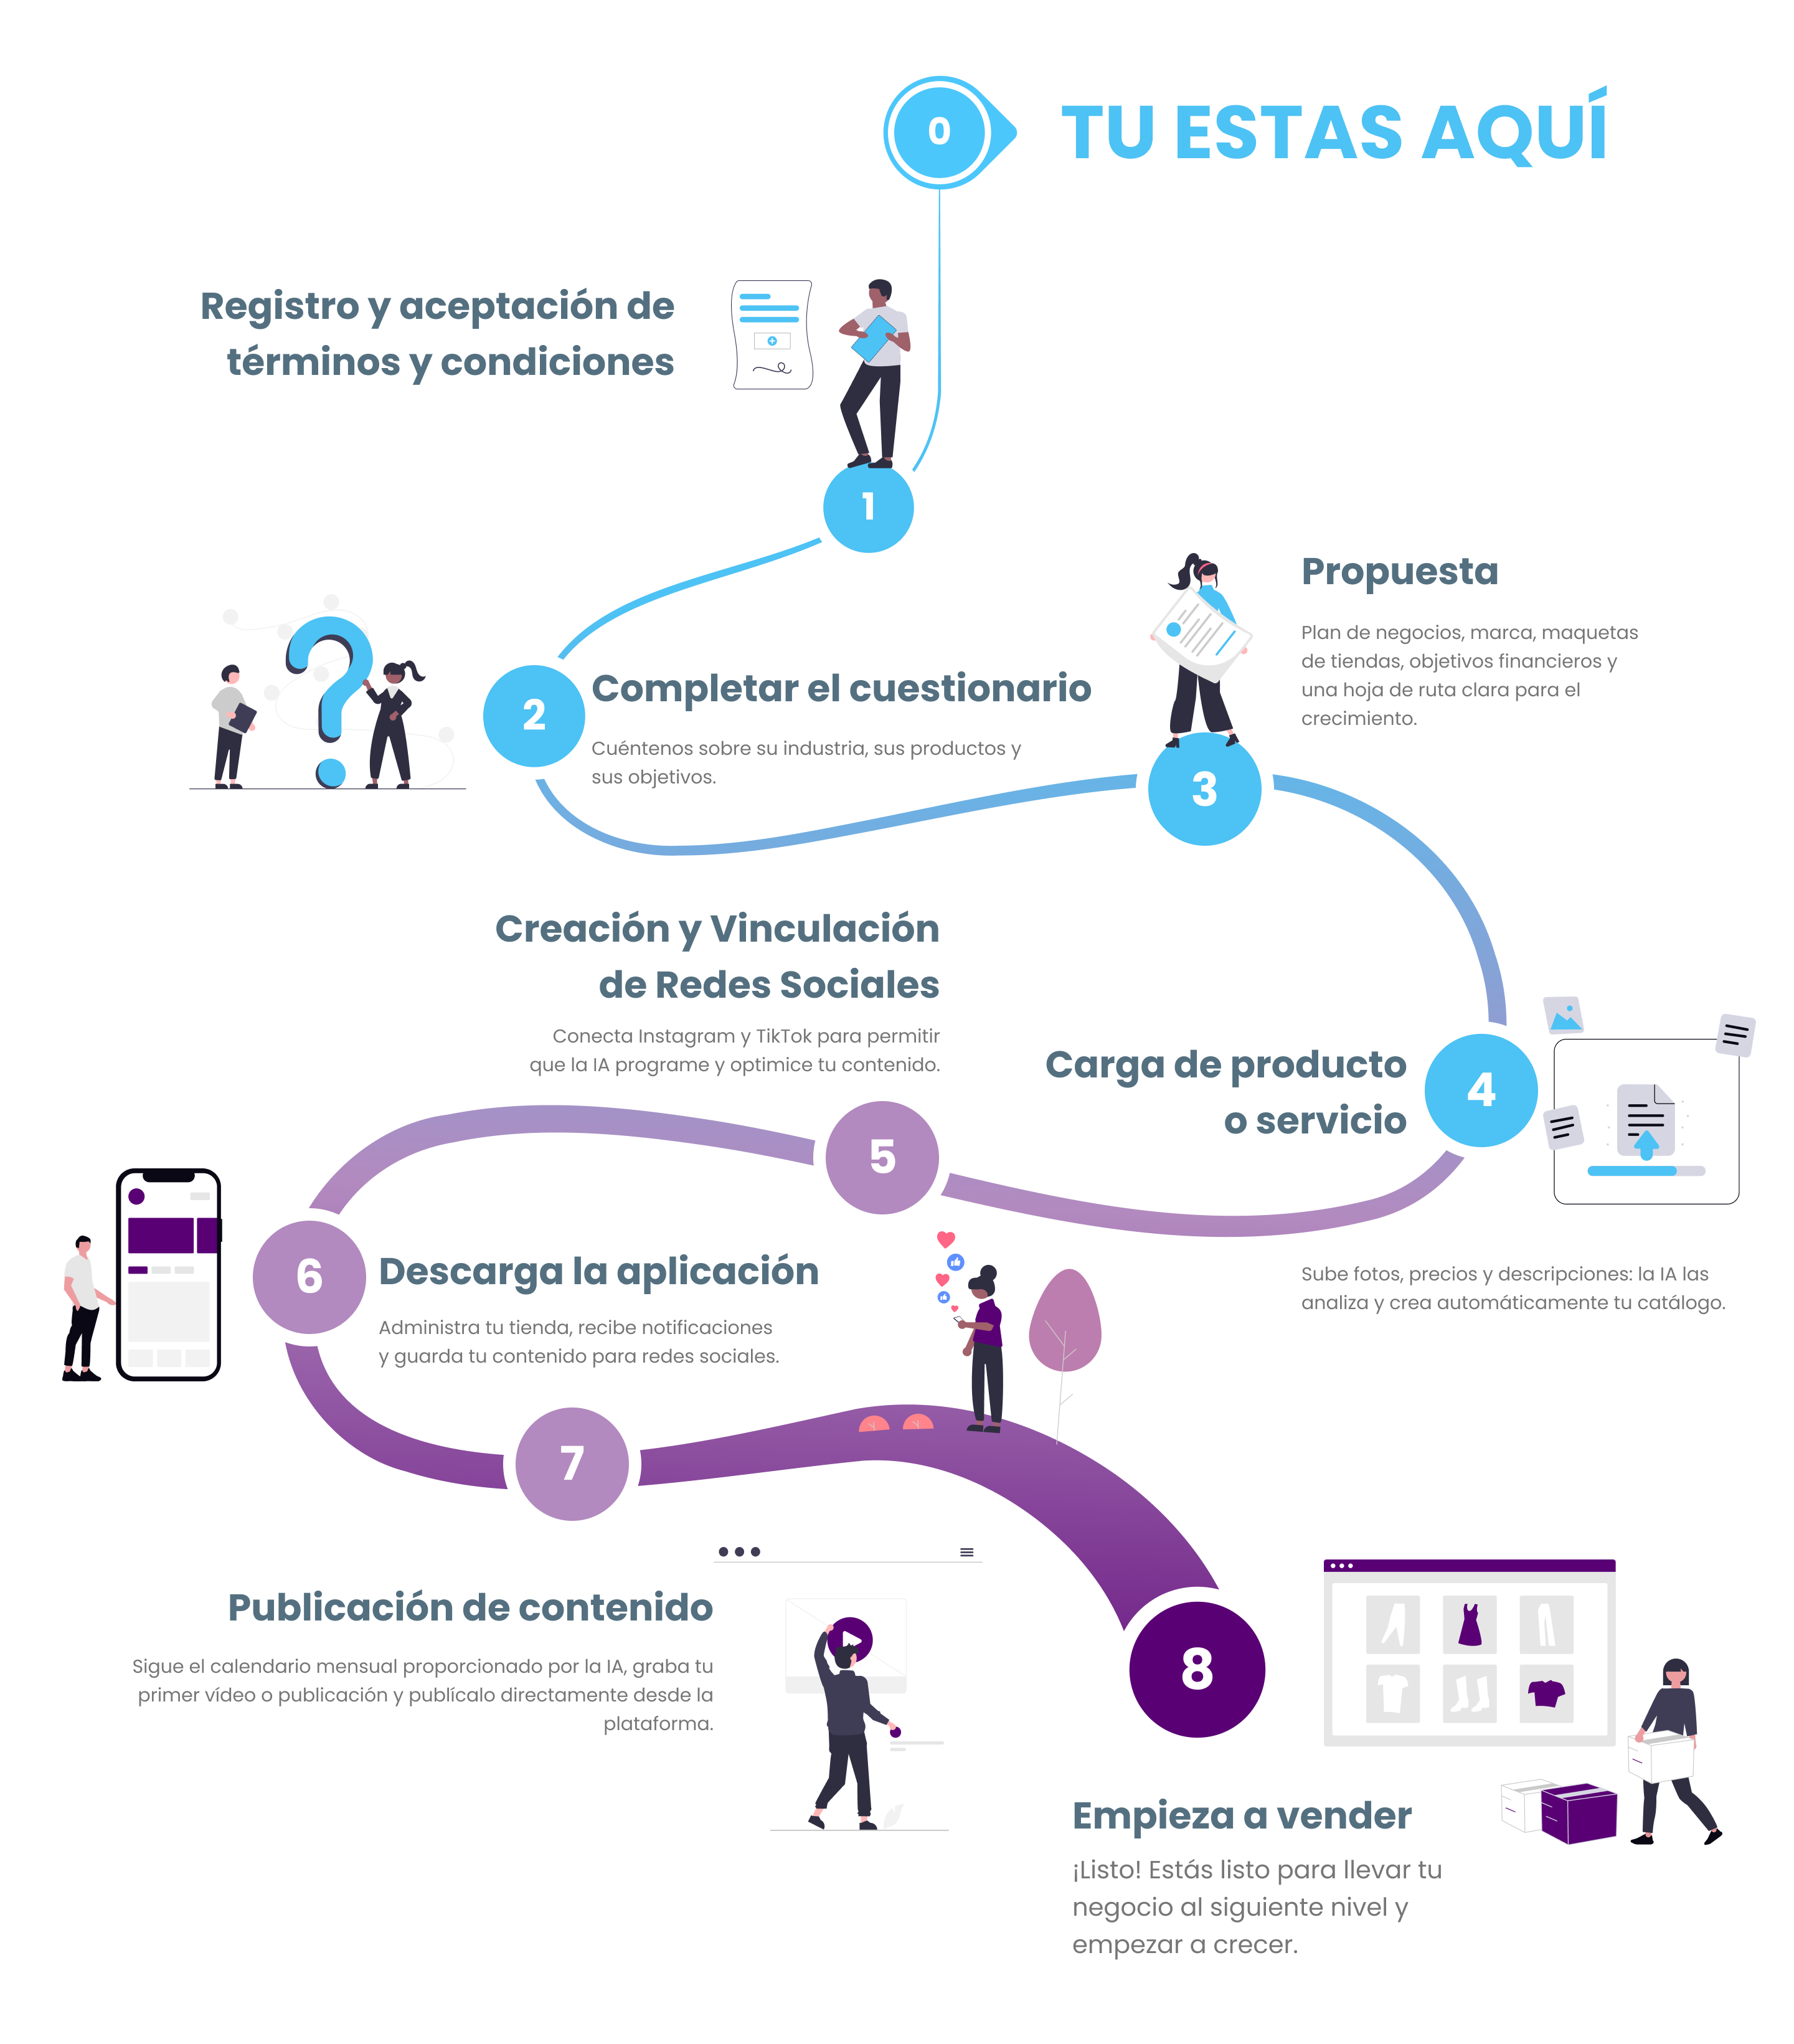 0
TU ESTAS AQUÍ
Registro y aceptación de
términos y condiciones
1
2
Completar el cuestionario
Cuéntenos sobre su industria, sus productos y
sus objetivos.
Propuesta
Plan de negocios, marca, maquetas
de tiendas, objetivos financieros y
una hoja de ruta clara para el
crecimiento.
3
4
Carga de producto
o servicio
Sube fotos, precios y descripciones: la IA las
analiza y crea automáticamente tu catálogo.
Creación y Vinculación
de Redes Sociales
Conecta Instagram y TikTok para permitir
que la IA programe y optimice tu contenido.
5
6
Descarga la aplicación
Administra tu tienda, recibe notificaciones
y guarda tu contenido para redes sociales.
7
Publicación de contenido
Sigue el calendario mensual proporcionado por la IA, graba tu
primer vídeo o publicación y publícalo directamente desde la
plataforma.
8
Empieza a vender
¡Listo! Estás listo para llevar tu
negocio al siguiente nivel y
empezar a crecer.